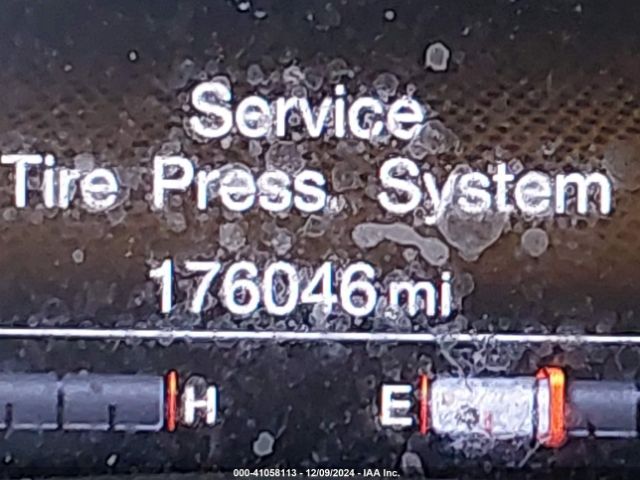 Service
Tire Press. System
176046 mi
H E
000-41058113 - 12/09/2024 - IAA Inc.